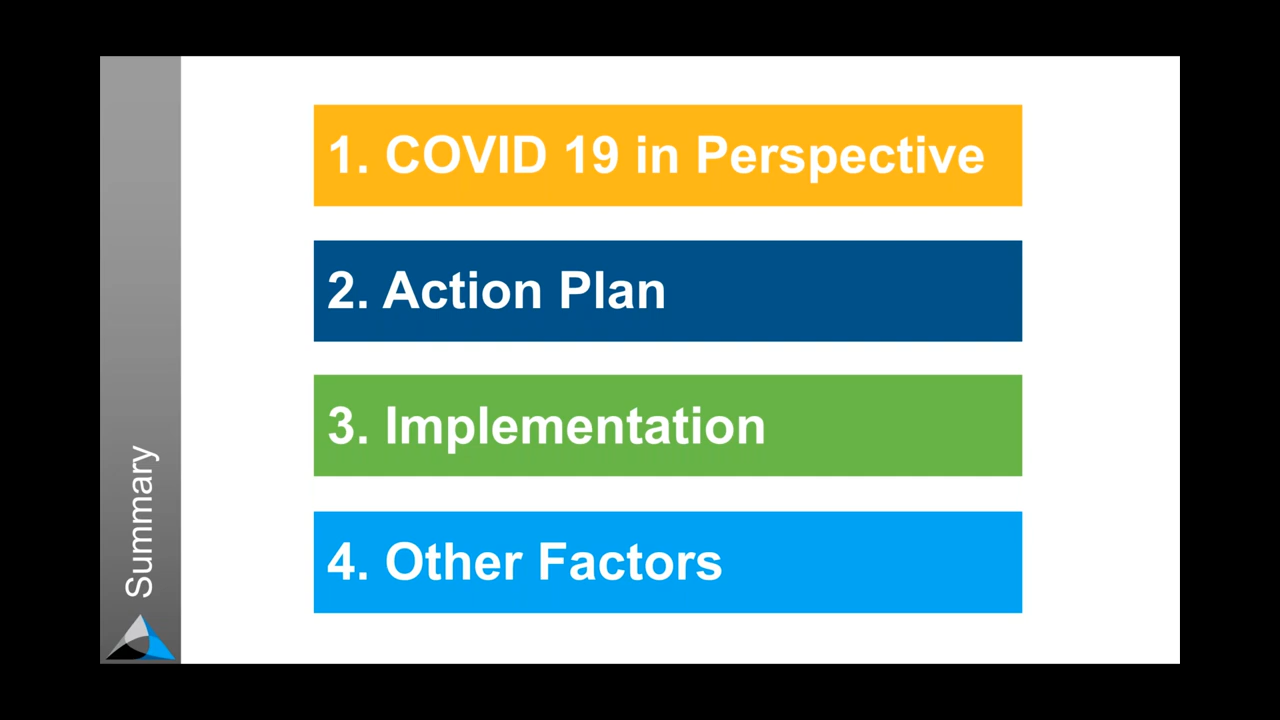 1. COVID 19 in Perspective
2. Action Plan
3. Implementation
4. Other Factors
Summary